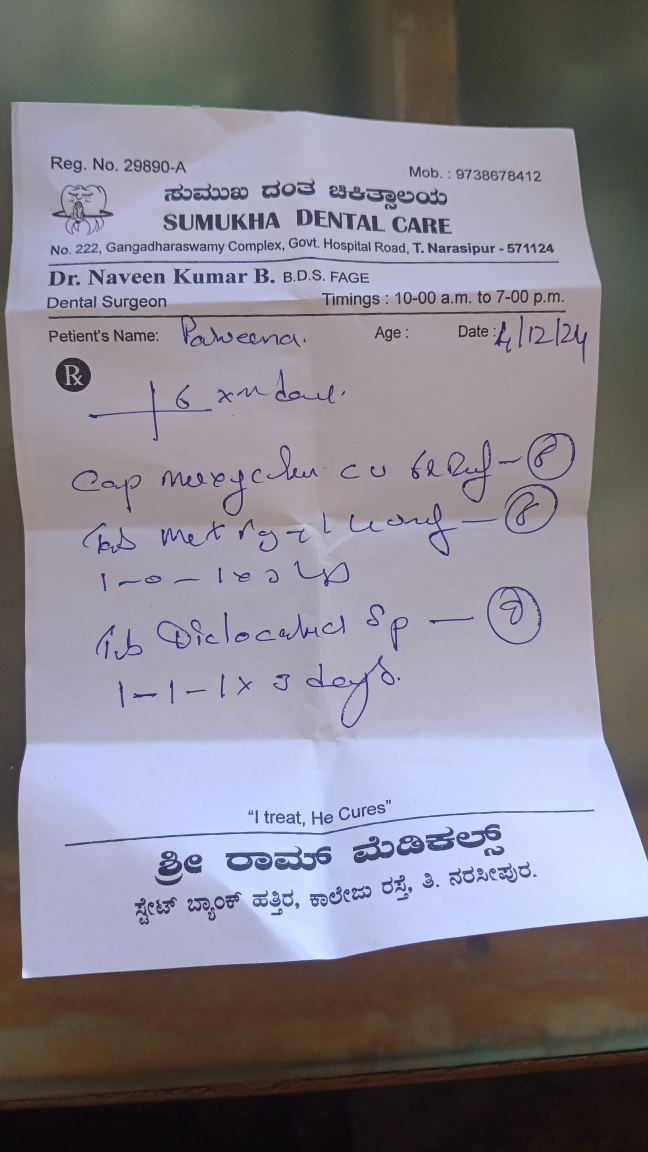 Reg. No. 29890-A
Mob. : 9738678412
ಸುಮುಖ ದಂತ ಚಿಕಿತ್ಸಾಲಯ
SUMUKHA DENTAL CARE
No. 222, Gangadharaswamy Complex, Govt. Hospital Road, T. Narasipur - 571124
Dr. Naveen Kumar B. B.D.S. FAGE
Dental Surgeon Timings : 10-00 a.m. to 7-00 p.m.
Petient's Name: Age : Date : 4/12/24
Rx
6
Cap
Tab
1-0-1
Tab Sp
1-1-1 x 3 days.
"I treat, He Cures"
ಶ್ರೀ ರಾಮ್ ಮೆಡಿಕಲ್ಸ್
ಸ್ಟೇಟ್ ಬ್ಯಾಂಕ್ ಹತ್ತಿರ, ಕಾಲೇಜು ರಸ್ತೆ, ತಿ. ನರಸೀಪುರ.